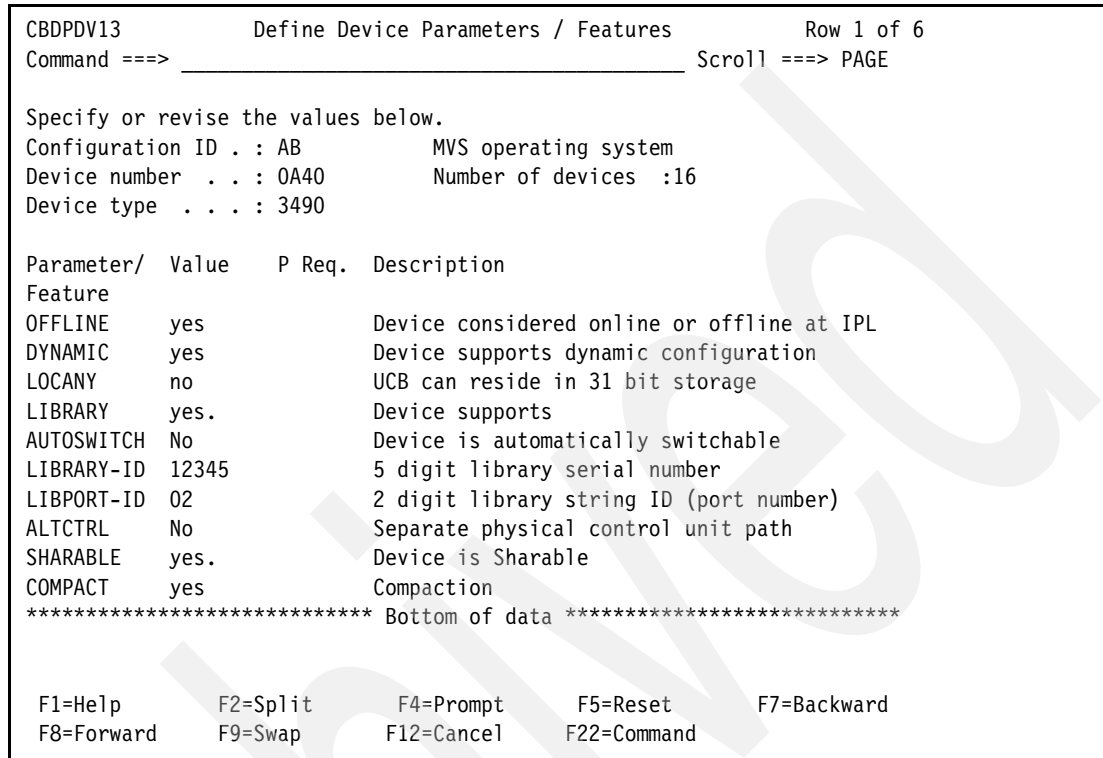 CBDPDV13 Define Device Parameters / Features Row 1 of 6
Command ===> __________________________________________ Scroll ===> PAGE
Specify or revise the values below.
Configuration ID . : AB MVS operating system
Device number . . : 0A40 Number of devices :16
Device type . . . : 3490
Parameter/ Value P Req. Description
Feature
OFFLINE yes Device considered online or offline at IPL
DYNAMIC yes Device supports dynamic configuration
LOCANY no UCB can reside in 31 bit storage
LIBRARY yes. Device supports
AUTOSWITCH No Device is automatically switchable
LIBRARY-ID 12345 5 digit library serial number
LIBPORT-ID 02 2 digit library string ID (port number)
ALTCTRL No Separate physical control unit path
SHARABLE yes. Device is Sharable
COMPACT yes Compaction
***************************** Bottom of data ****************************
F1=Help F2=Split F4=Prompt F5=Reset F7=Backward
F8=Forward F9=Swap F12=Cancel F22=Command
hived